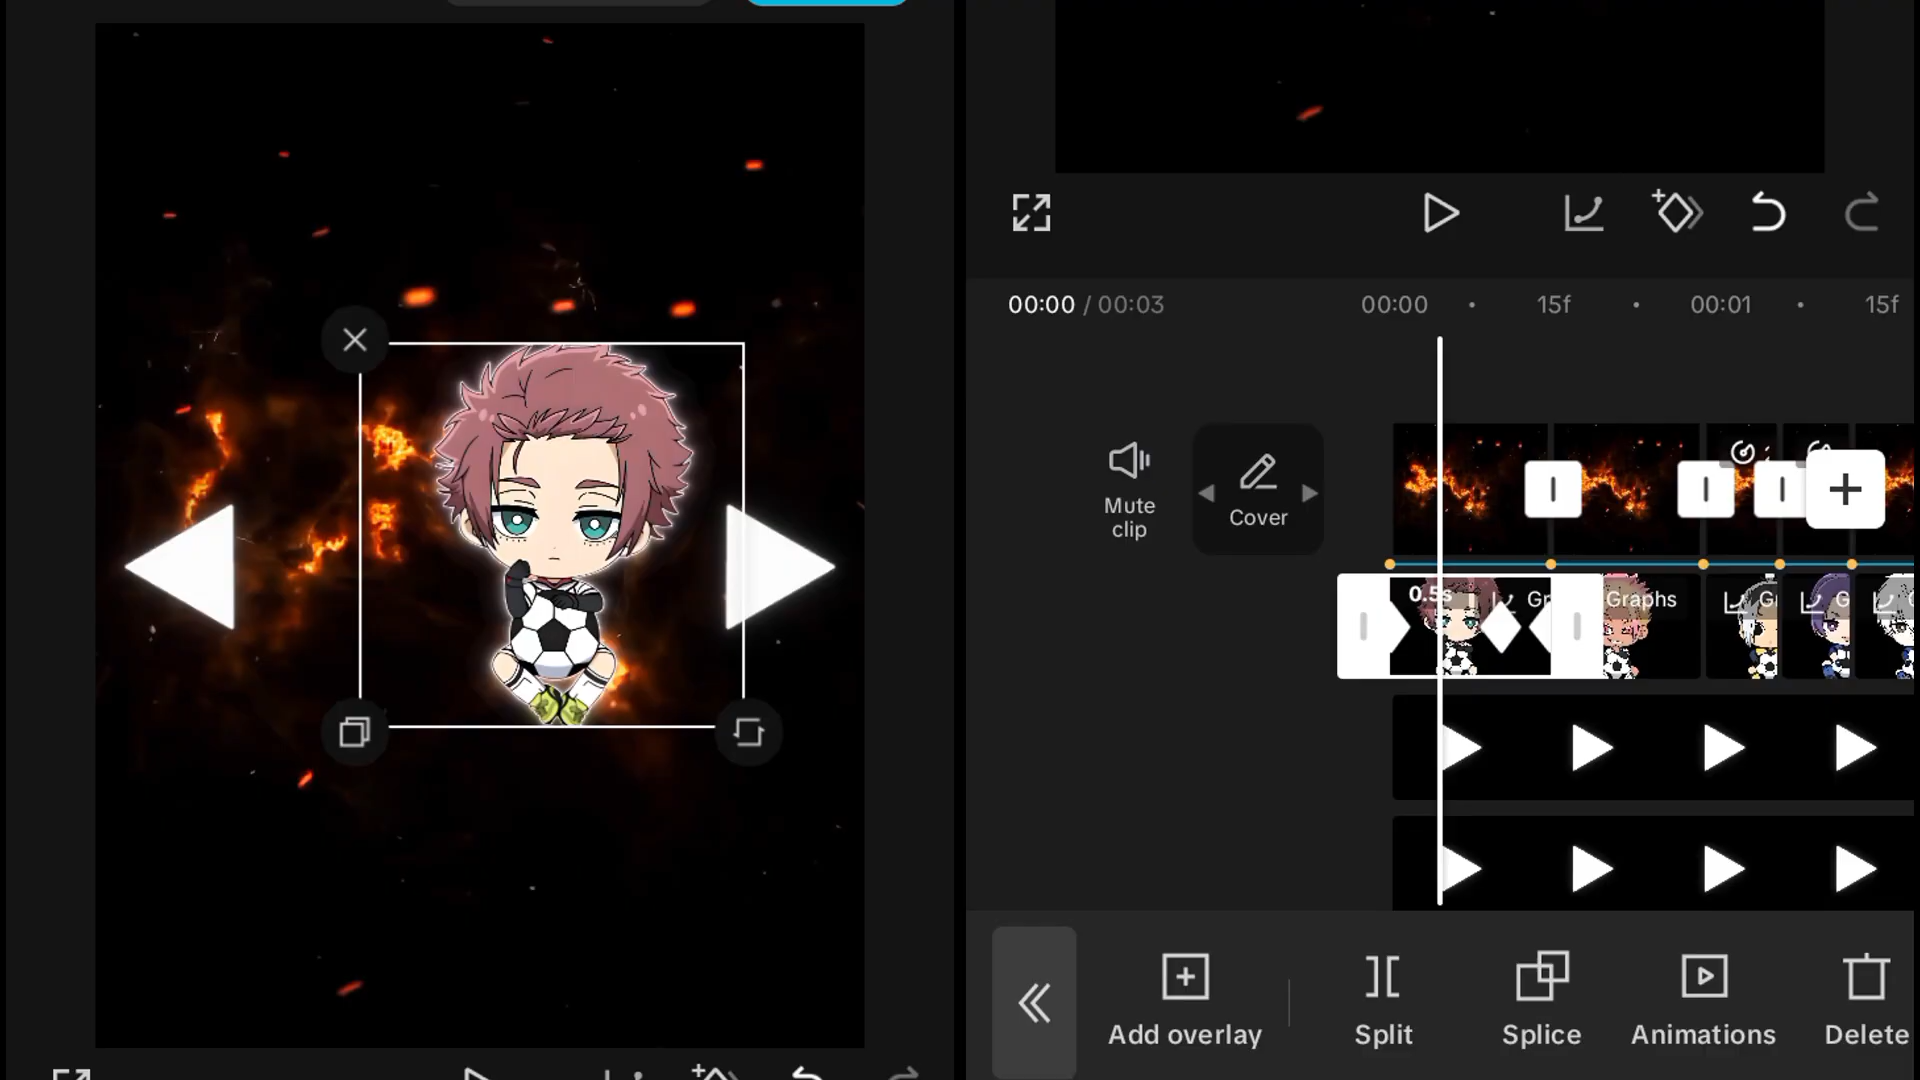 00:00 / 00:03
00:00
15f
00:01
15f
Mute
clip
Cover
0.5s
Gr
Graphs
G
G
Add overlay
Split
Splice
Animations
Delete